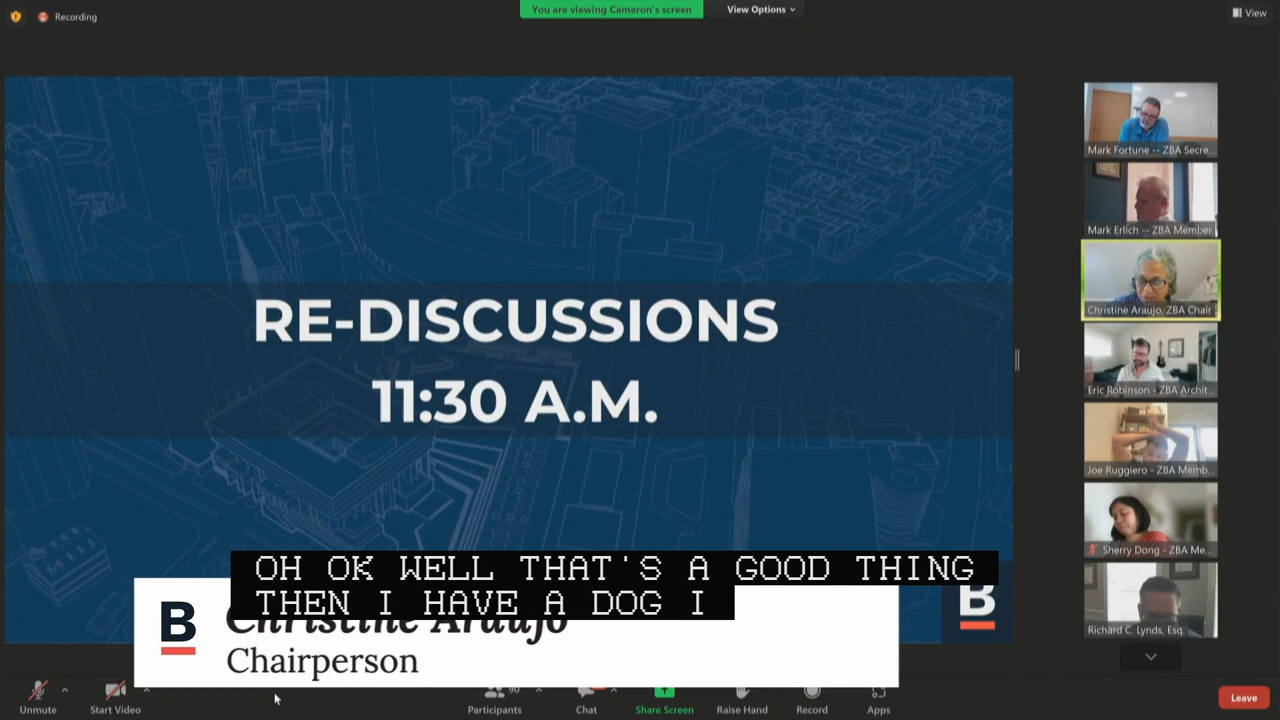 Recording
You are viewing Cameron's screen
View Options
View
RE-DISCUSSIONS
11:30 A.M.
Mark Fortune -- ZBA Secre...
Mark Erlich -- ZBA Member
Christine Araujo, ZBA Chair
Eric Robinson - ZBA Archit...
Joe Ruggiero - ZBA Memb...
Sherry Dong - ZBA Me...
Richard C. Lynds, Esq.
OH OK WELL THAT'S A GOOD THING
THEN I HAVE A DOG I
B
Christine Araujo
Chairperson
B
Unmute
Start Video
Participants
90
Chat
Share Screen
Raise Hand
Record
Apps
Leave